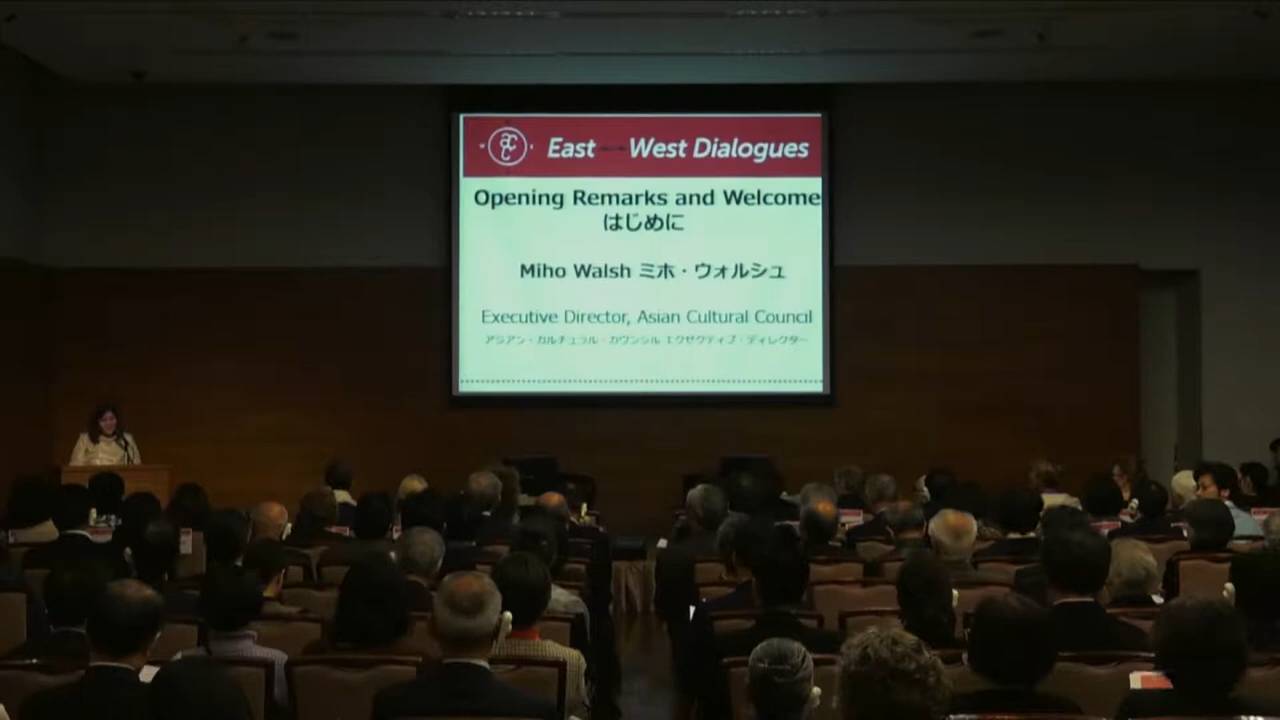 East West Dialogues
Opening Remarks and Welcome
はじめに
Miho Walsh ミホ・ウォルシュ
Executive Director, Asian Cultural Council
アジアン・カルチュラル・カウンシル エクゼクティブ・ディレクター